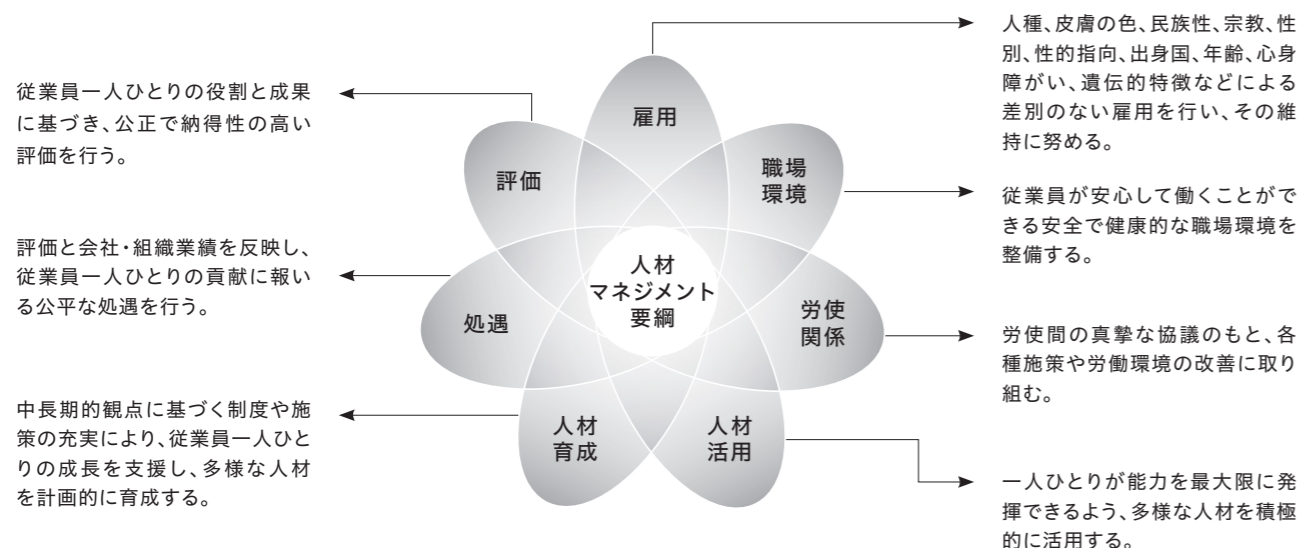 人種、皮膚の色、民族性、宗教、性
別、性的指向、出身国、年齢、心身
障がい、遺伝的特徴などによる
差別のない雇用を行い、その維
持に努める。
従業員一人ひとりの役割と成果
に基づき、公正で納得性の高い
評価を行う。
雇用
評価
職場
環境
従業員が安心して働くことがで
きる安全で健康的な職場環境を
整備する。
評価と会社・組織業績を反映し、
従業員一人ひとりの貢献に報い
る公平な処遇を行う。
人材
マネジメント
要綱
処遇
労使
関係
労使間の真摯な協議のもと、各
種施策や労働環境の改善に取り
組む。
中長期的観点に基づく制度や施
策の充実により、従業員一人ひと
りの成長を支援し、多様な人材
を計画的に育成する。
人材
育成
人材
活用
一人ひとりが能力を最大限に発
揮できるよう、多様な人材を積極
的に活用する。